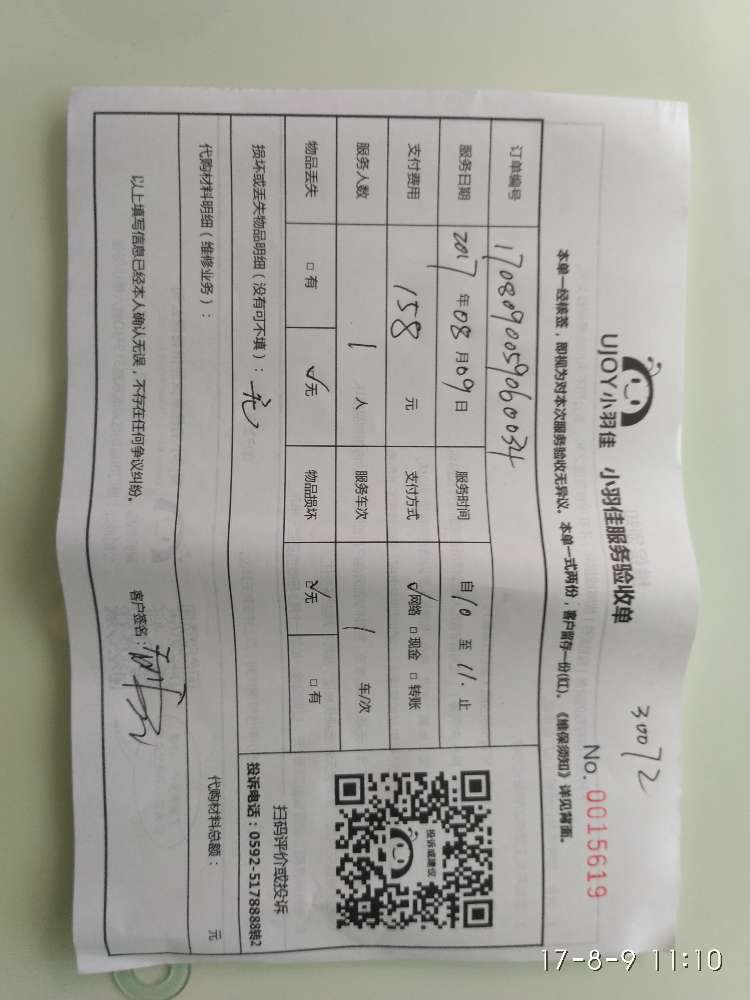 30072
UJOY小羽佳 小羽佳服务验收单 No. 0015619
本单一经核签，即视为对本次服务验收无异议。本单一式两份，客户留存一份(红)。《维保须知》详见背面。
订单编号 1708090059060034
服务日期 2017 年 08 月 09 日 服务时间 自 10 至 11. 止
支付费用 158 元 支付方式 ☑网络 □现金 □转账
服务人数 1 人 服务车次 1 车/次
物品丢失 □有 ☑无 物品损坏 ☑无 □有
损坏或丢失物品明细（没有可不填）：无
代购材料明细（维修业务）： 代购材料总额： 元
以上填写信息已经本人确认无误，不存在任何争议纠纷。 客户签名：
投诉或建议
扫码评价或投诉
投诉电话：0592-5178888转2
17-8-9 11:10